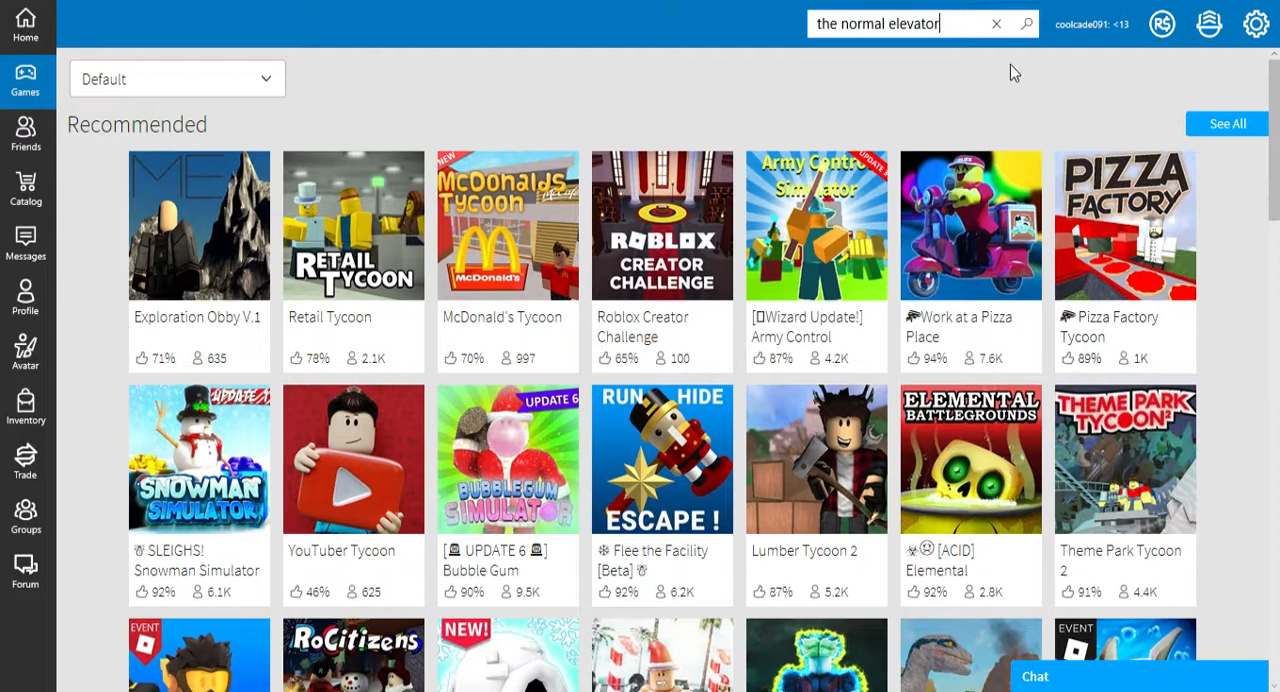 Home
the normal elevator
coolcade091: <13
R$
Games
Default
Recommended
See All
Friends
Catalog
Messages
Profile
Avatar
Inventory
Trade
Groups
Forum
ME
RETAIL TYCOON
NEW
McDONALDS
Tycoon
McDonald's
ROBLOX
CREATOR
CHALLENGE
Army Control
Simulator
UPDATE
PIZZA
FACTORY
Exploration Obby V.1
Retail Tycoon
McDonald's Tycoon
Roblox Creator
Challenge
[Wizard Update!]
Army Control
Work at a Pizza
Place
Pizza Factory
Tycoon
71% 635
78% 2.1K
70% 997
65% 100
87% 4.2K
94% 7.6K
89% 1K
UPDATE
SNOWMAN
SIMULATOR
UPDATE 6
BUBBLEGUM
SIMULATOR
RUN HIDE
ESCAPE !
ELEMENTAL
BATTLEGROUNDS
THEME PARK
TYCOON 2
SLEIGHS!
Snowman Simulator
YouTuber Tycoon
[ UPDATE 6 ]
Bubble Gum
Flee the Facility
[Beta]
Lumber Tycoon 2
[ACID]
Elemental
Theme Park Tycoon
2
92% 6.1K
46% 625
90% 9.5K
92% 6.2K
87% 5.2K
92% 2.8K
91% 4.4K
EVENT
ROCITIZENS
NEW!
EVENT
Chat